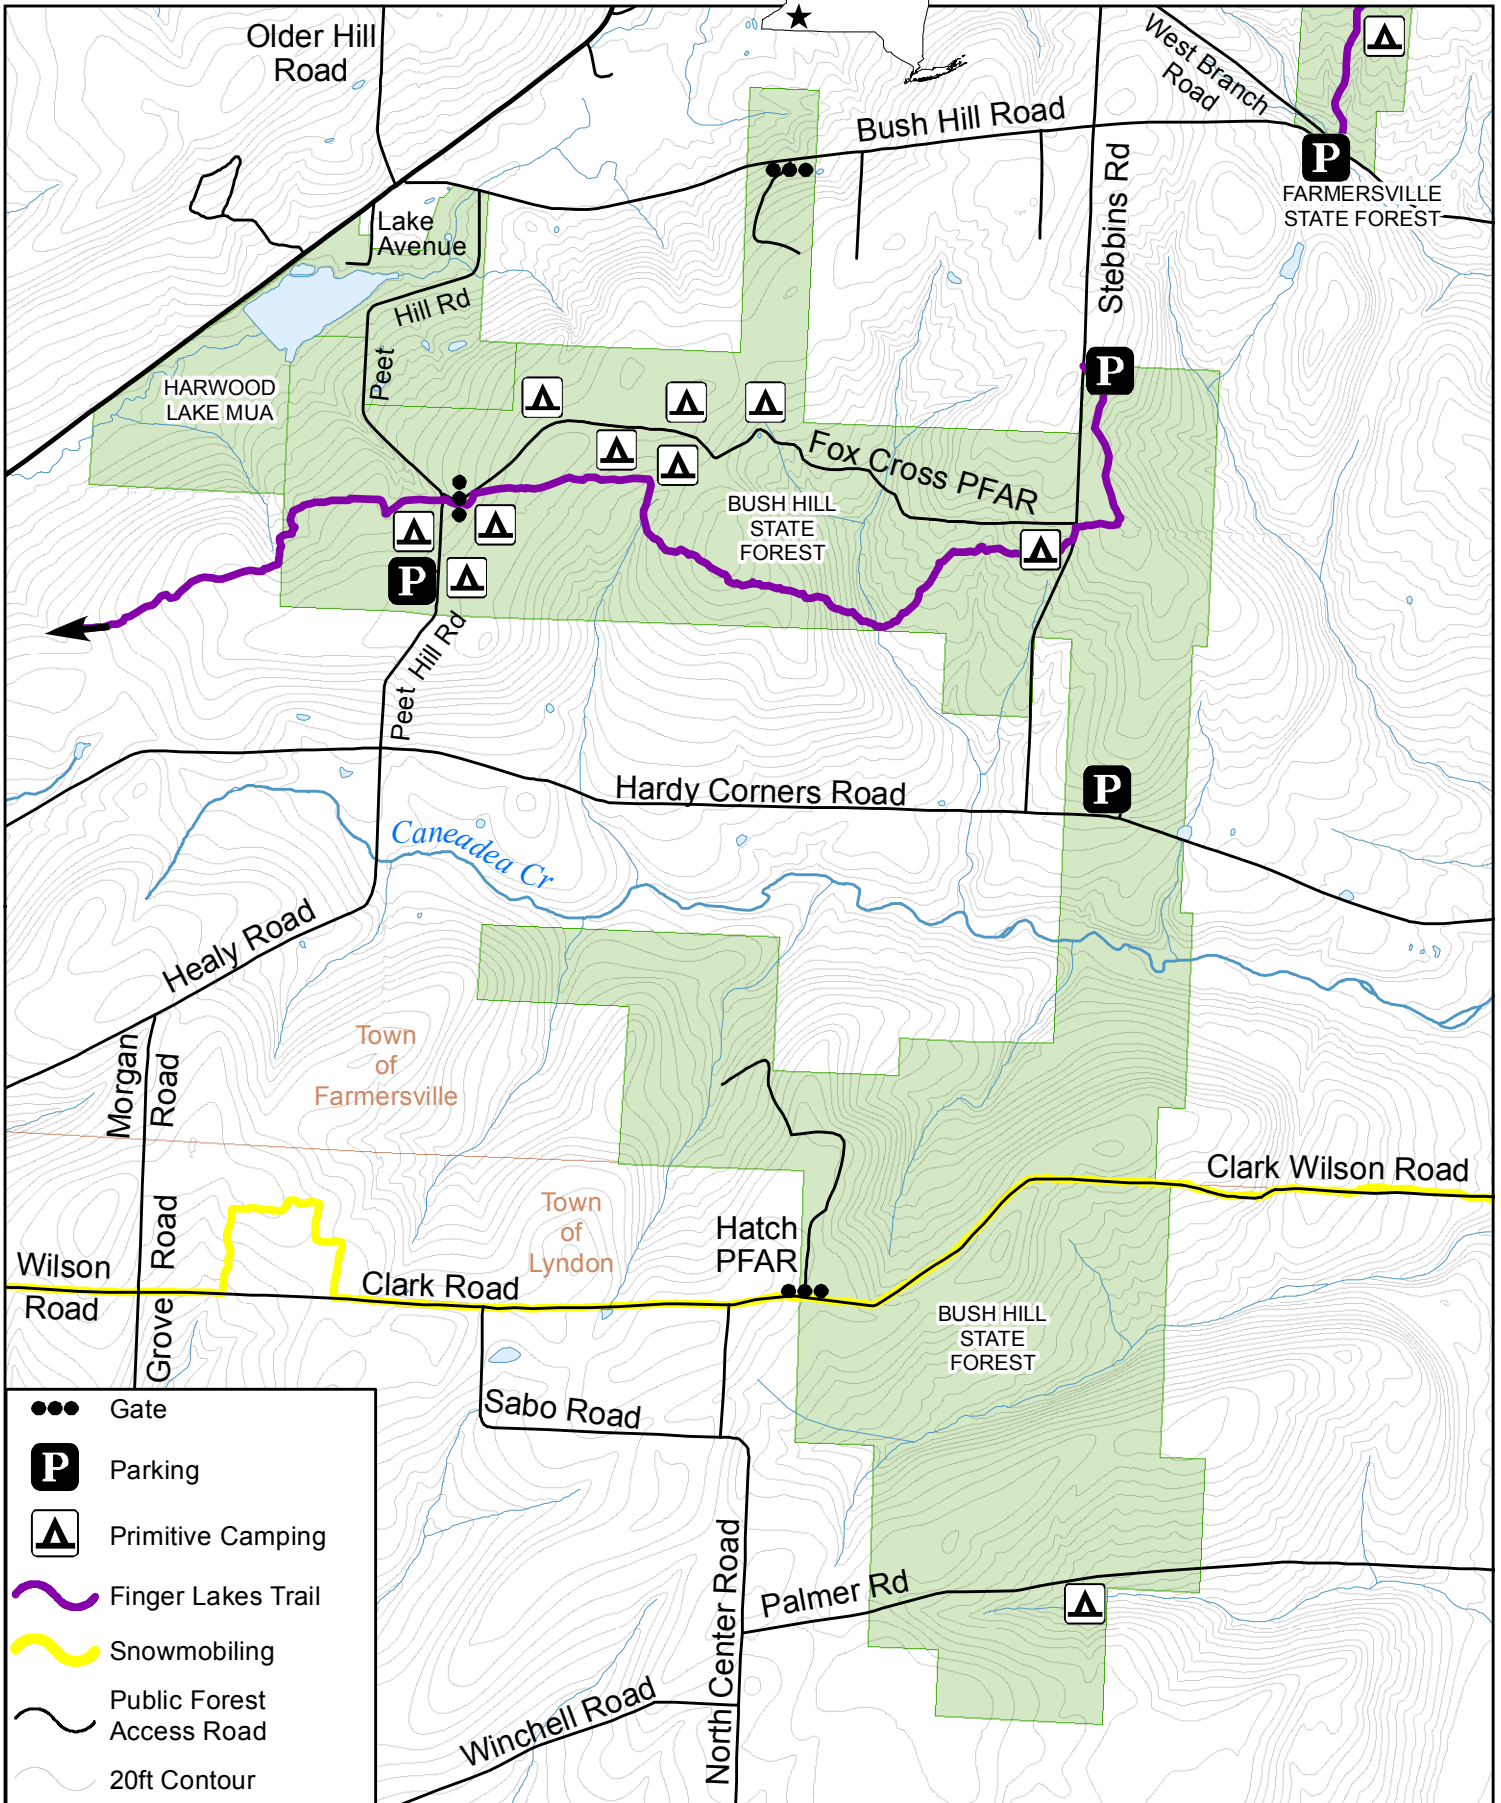 Older Hill
Road
West Branch
Road
Bush Hill Road
P
FARMERSVILLE
STATE FOREST
Lake
Avenue
Stebbins Rd
Hill Rd
Peet
P
HARWOOD
LAKE MUA
Fox Cross PFAR
BUSH HILL
STATE
FOREST
P
Peet Hill Rd
Hardy Corners Road
P
Caneadea Cr
Healy Road
Town
of
Farmersville
Morgan
Road
Clark Wilson Road
Town
of
Lyndon
Hatch
PFAR
Wilson
Road
Grove Road
Clark Road
BUSH HILL
STATE
FOREST
Sabo Road
North Center Road
Palmer Rd
Winchell Road
Gate
P Parking
Primitive Camping
Finger Lakes Trail
Snowmobiling
Public Forest
Access Road
20ft Contour